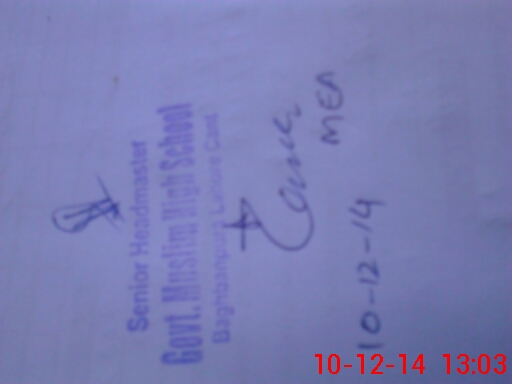 Senior Headmaster
Govt. Muslim High School
Baghbanpura Lahore Cantt
MEA
10-12-14
10-12-14 13:03